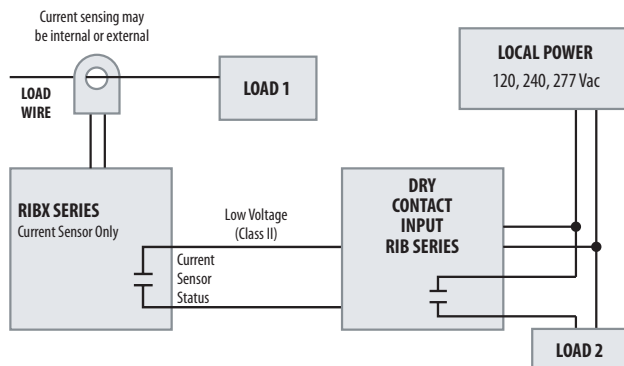 Current sensing may
be internal or external
LOAD
WIRE
LOAD 1
LOCAL POWER
120, 240, 277 Vac
RIBX SERIES
Current Sensor Only
Low Voltage
(Class II)
Current
Sensor
Status
DRY
CONTACT
INPUT
RIB SERIES
LOAD 2